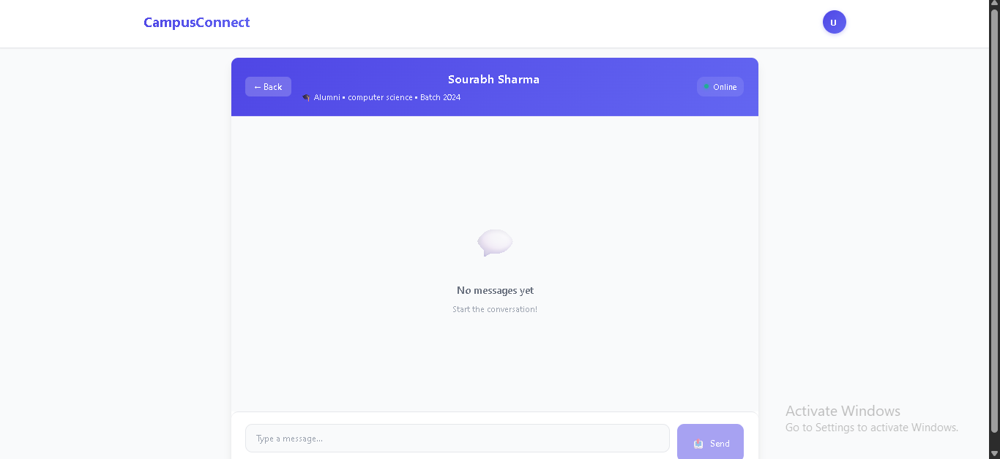 CampusConnect
U
← Back
Sourabh Sharma
Alumni • computer science • Batch 2024
Online
No messages yet
Start the conversation!
Type a message...
Send
Activate Windows
Go to Settings to activate Windows.